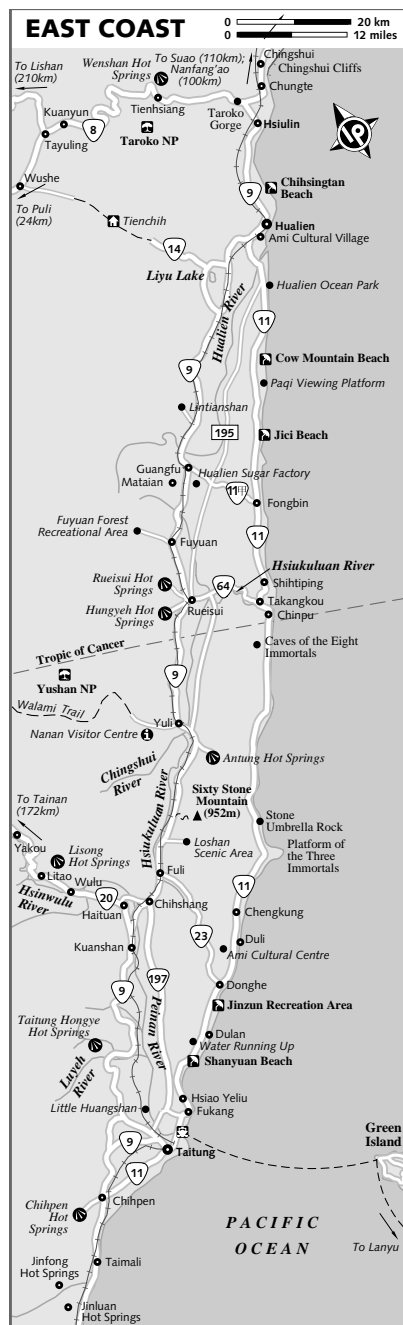 EAST COAST
0 20 km
0 12 miles
To Lishan
(210km)
Wenshan Hot
Springs
To Suao (110km);
Nanfang'ao
(100km)
Chingshui
Chingshui Cliffs
Chungte
Kuanyun
Tienhsiang
Taroko
Gorge
Hsiulin
8
Taroko NP
Tayuling
Wushe
To Puli
(24km)
Tienchih
9
Chihsingtan
Beach
Hualien
Ami Cultural Village
14
Liyu Lake
Hualien River
Hualien Ocean Park
11
9
Cow Mountain Beach
Paqi Viewing Platform
Lintianshan
195
Jici Beach
Guangfu
Mataian
Hualien Sugar Factory
11甲
Fongbin
Fuyuan Forest
Recreational Area
Fuyuan
11
Hsiukuluan River
Rueisui Hot
Springs
64
Shihtiping
Hungyeh Hot
Springs
Rueisui
Takangkou
Chinpu
Tropic of Cancer
Caves of the Eight
Immortals
9
Yushan NP
Walami Trail
Yuli
Nanan Visitor Centre
Antung Hot Springs
Chingshui
River
Hsiukuluan River
Sixty Stone
Mountain
(952m)
To Tainan
(172km)
Yakou
Lisong
Hot Springs
Loshan
Scenic Area
Stone
Umbrella Rock
Platform of
the Three
Immortals
Litao
Wulu
Fuli
Hsinwulu
River
20
Haituan
Chihshang
11
Chengkung
23
Kuanshan
Duli
Ami Cultural Centre
197
9
Peinan River
Donghe
Jinzun Recreation Area
Taitung Hongye
Hot Springs
Dulan
Water Running Up
Luyeh
River
Shanyuan Beach
Little Huangshan
Hsiao Yeliu
Fukang
9
Green
Island
Taitung
11
Chihpen
Hot
Springs
Chihpen
PACIFIC
OCEAN
To Lanyu
Jinfong
Hot Springs
Taimali
Jinluan
Hot Springs